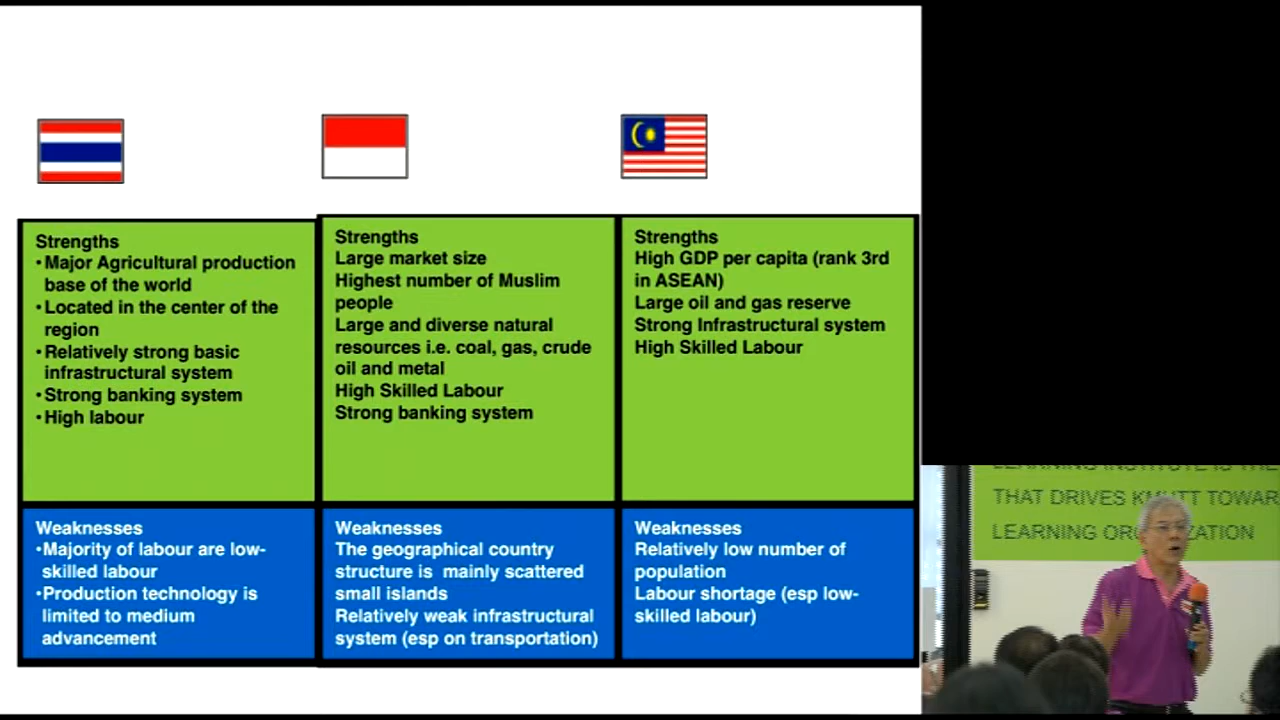 Strengths
•Major Agricultural production
base of the world
•Located in the center of the
region
•Relatively strong basic
infrastructural system
•Strong banking system
•High labour
Strengths
Large market size
Highest number of Muslim
people
Large and diverse natural
resources i.e. coal, gas, crude
oil and metal
High Skilled Labour
Strong banking system
Strengths
High GDP per capita (rank 3rd
in ASEAN)
Large oil and gas reserve
Strong Infrastructural system
High Skilled Labour
Weaknesses
•Majority of labour are low-
skilled labour
•Production technology is
limited to medium
advancement
Weaknesses
The geographical country
structure is mainly scattered
small islands
Relatively weak infrastructural
system (esp on transportation)
Weaknesses
Relatively low number of
population
Labour shortage (esp low-
skilled labour)
LEARNING INSTITUTE IS THE
THAT DRIVES KMUTT TOWAR
LEARNING